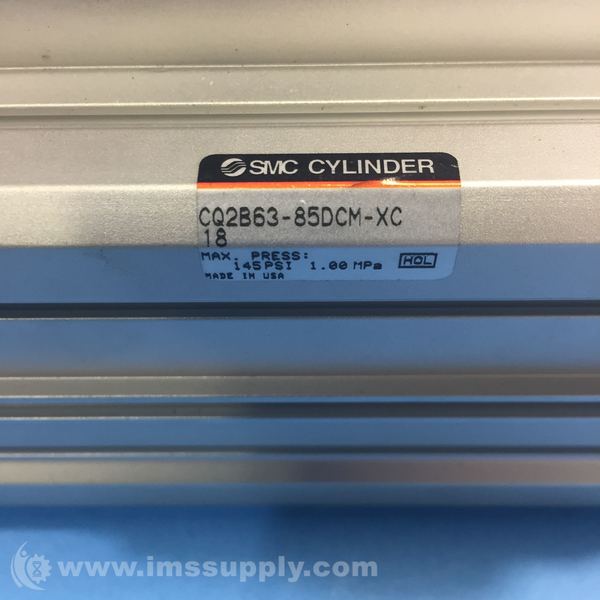 SMC CYLINDER
CQ2B63-85DCM-XC
18
MAX. PRESS:
145PSI 1.00 MPa HOL
MADE IN USA
www.imssupply.com